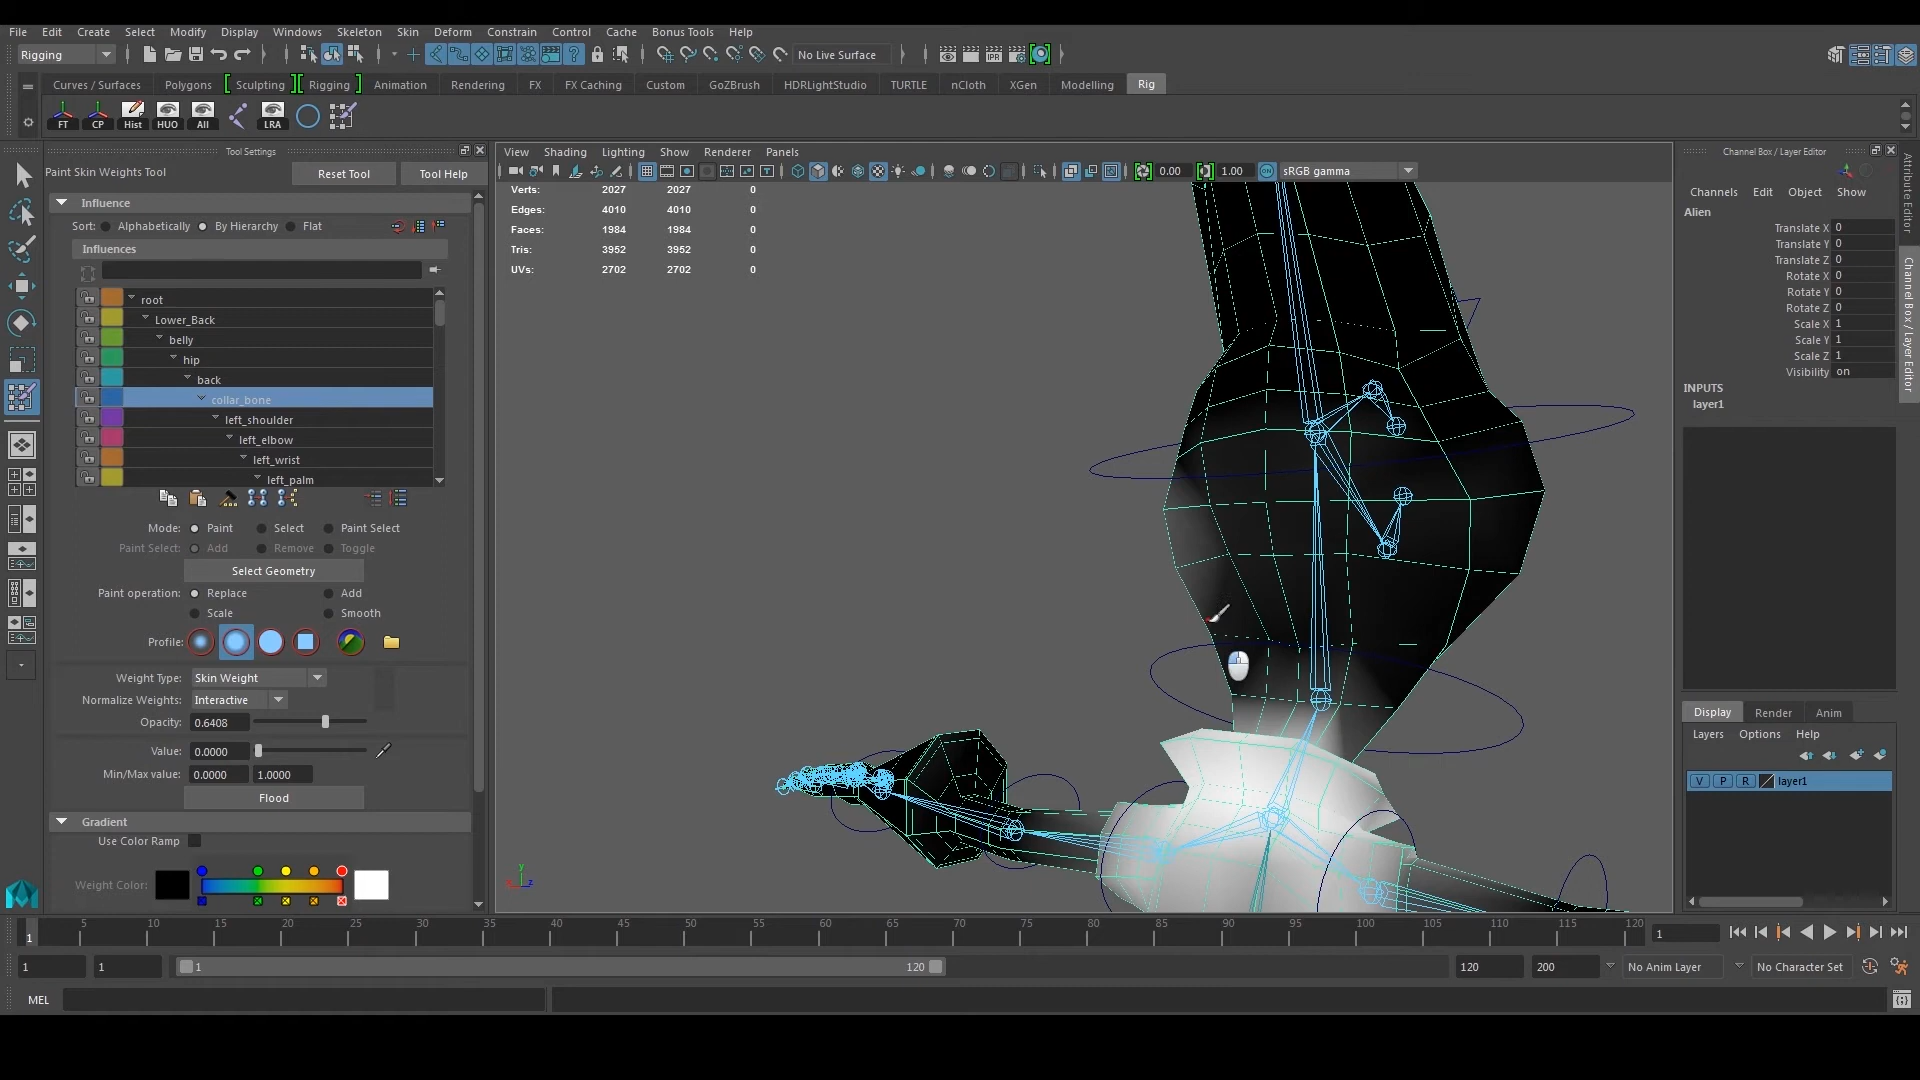 File Edit Create Select Modify Display Windows Skeleton Skin Deform Constrain Control Cache Bonus Tools Help
Rigging No Live Surface IPR
Curves / Surfaces Polygons Sculpting Rigging Animation Rendering FX FX Caching Custom GoZBrush HDRLightStudio TURTLE nCloth XGen Modelling Rig
FT CP Hist HUO All LRA
Tool Settings
Paint Skin Weights Tool Reset Tool Tool Help
Influence
Sort: Alphabetically By Hierarchy Flat
Influences
root
Lower_Back
belly
hip
back
collar_bone
left_shoulder
left_elbow
left_wrist
left_palm
Mode: Paint Select Paint Select
Paint Select: Add Remove Toggle
Select Geometry
Paint operation: Replace Add
Scale Smooth
Profile:
Weight Type: Skin Weight
Normalize Weights: Interactive
Opacity: 0.6408
Value: 0.0000
Min/Max value: 0.0000 1.0000
Flood
Gradient
Use Color Ramp
Weight Color:
View Shading Lighting Show Renderer Panels
0.00 1.00 ON sRGB gamma
Verts: 2027 2027 0
Edges: 4010 4010 0
Faces: 1984 1984 0
Tris: 3952 3952 0
UVs: 2702 2702 0
y
x z
Channel Box / Layer Editor
Channels Edit Object Show
Alien
Translate X 0
Translate Y 0
Translate Z 0
Rotate X 0
Rotate Y 0
Rotate Z 0
Scale X 1
Scale Y 1
Scale Z 1
Visibility on
INPUTS
layer1
Attribute Editor
Channel Box / Layer Editor
Display Render Anim
Layers Options Help
V P R layer1
1 5 10 15 20 25 30 35 40 45 50 55 60 65 70 75 80 85 90 95 100 105 110 115 120 1
1 1 1 120 120 200 No Anim Layer No Character Set
MEL